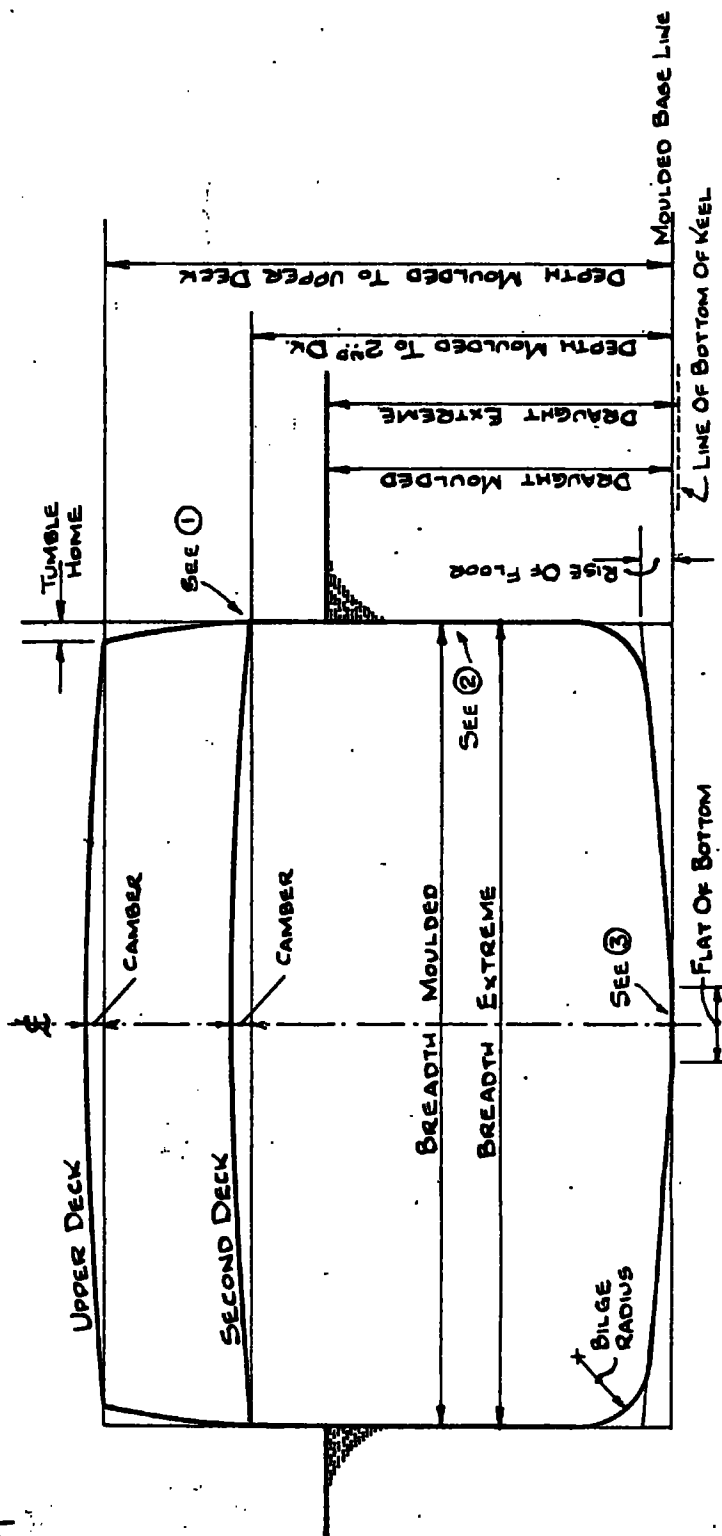 ℄
UPPER DECK
CAMBER
TUMBLE
HOME
SECOND DECK
CAMBER
SEE ①
BREADTH MOULDED
SEE ②
BREADTH EXTREME
BILGE
RADIUS
SEE ③
FLAT OF BOTTOM
RISE OF FLOOR
DRAUGHT MOULDED
DRAUGHT EXTREME
DEPTH MOULDED TO 2ND DK.
DEPTH MOULDED TO UPPER DECK
MOULDED BASE LINE
LINE OF BOTTOM OF KEEL